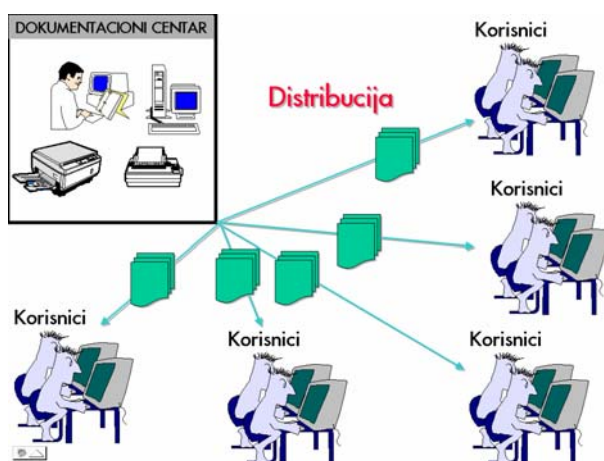 DOKUMENTACIONI CENTAR
Korisnici
Distribucija
Korisnici
Korisnici
Korisnici
Korisnici